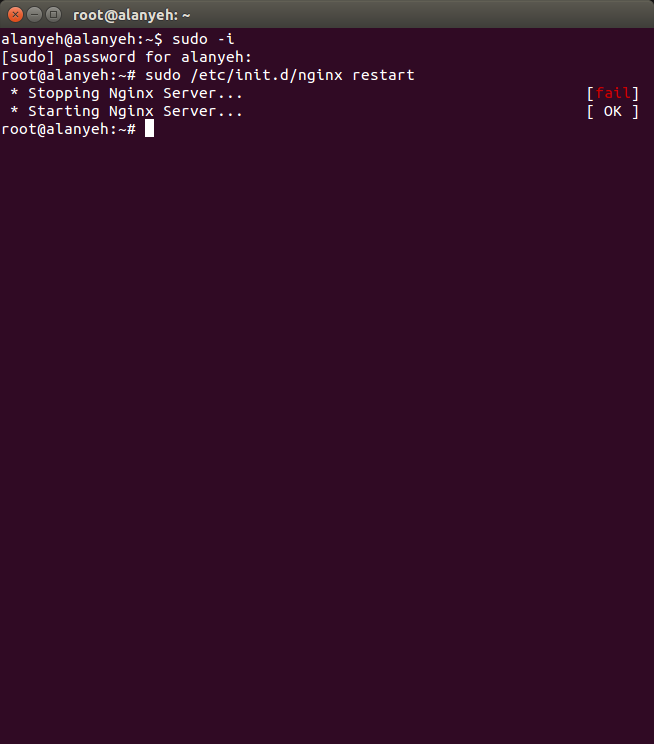 root@alanyeh: ~
alanyeh@alanyeh:~$ sudo -i
[sudo] password for alanyeh:
root@alanyeh:~# sudo /etc/init.d/nginx restart
 * Stopping Nginx Server... [fail]
 * Starting Nginx Server... [ OK ]
root@alanyeh:~#